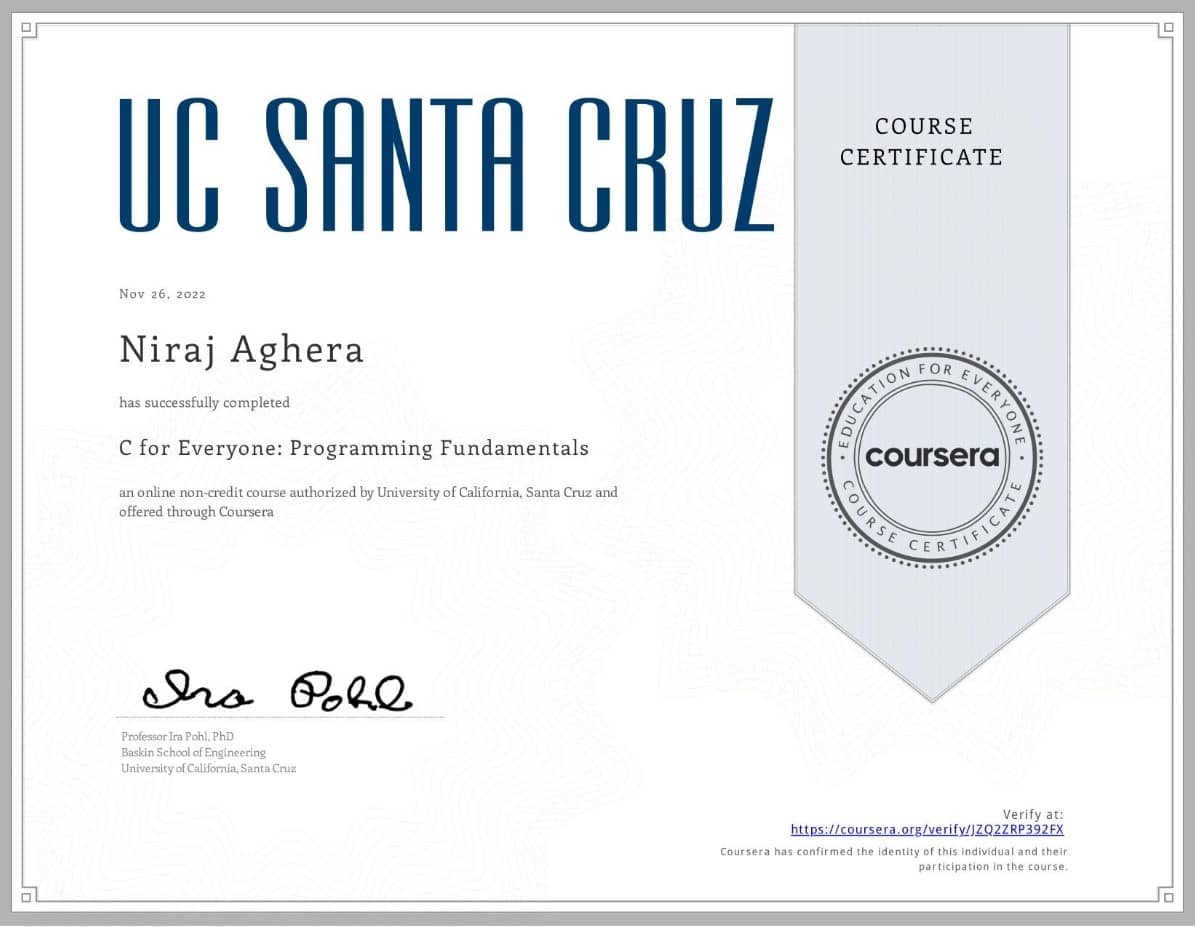 UC SANTA CRUZ
COURSE
CERTIFICATE
Nov 26, 2022
Niraj Aghera
has successfully completed
C for Everyone: Programming Fundamentals
an online non-credit course authorized by University of California, Santa Cruz and
offered through Coursera
EDUCATION FOR EVERYONE
coursera
COURSE CERTIFICATE
Ira Pohl
Professor Ira Pohl, PhD
Baskin School of Engineering
University of California, Santa Cruz
Verify at:
https://coursera.org/verify/JZQ2ZRP392FX
Coursera has confirmed the identity of this individual and their
participation in the course.